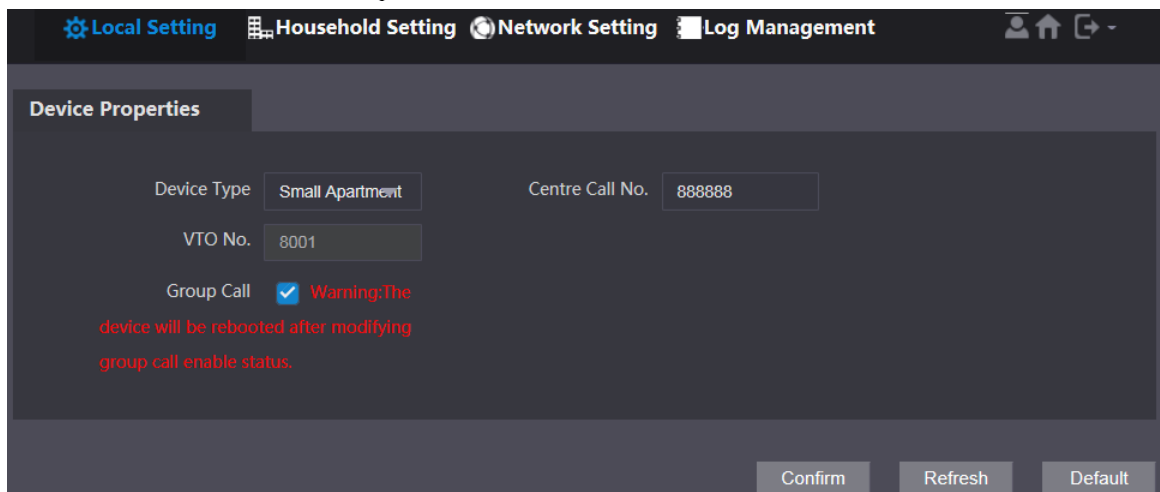 Local Setting Household Setting Network Setting Log Management
Device Properties
Device Type Small Apartment Centre Call No. 888888
VTO No. 8001
Group Call Warning:The
device will be rebooted after modifying
group call enable status.
Confirm Refresh Default